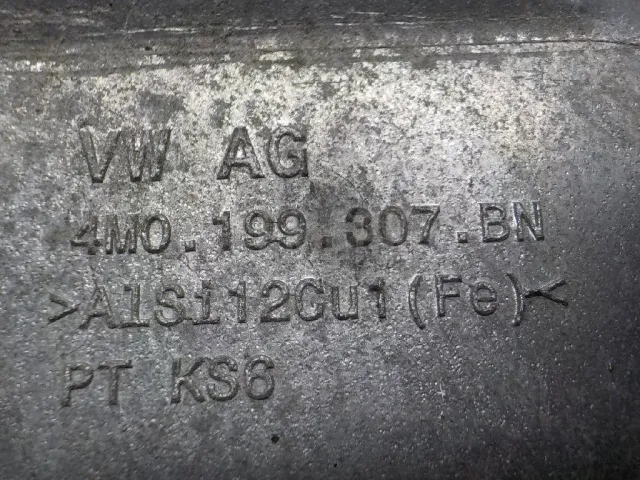 VW AG
4M0.199.307.BN
>AlSi12Cu1(Fe)<
PT KS6